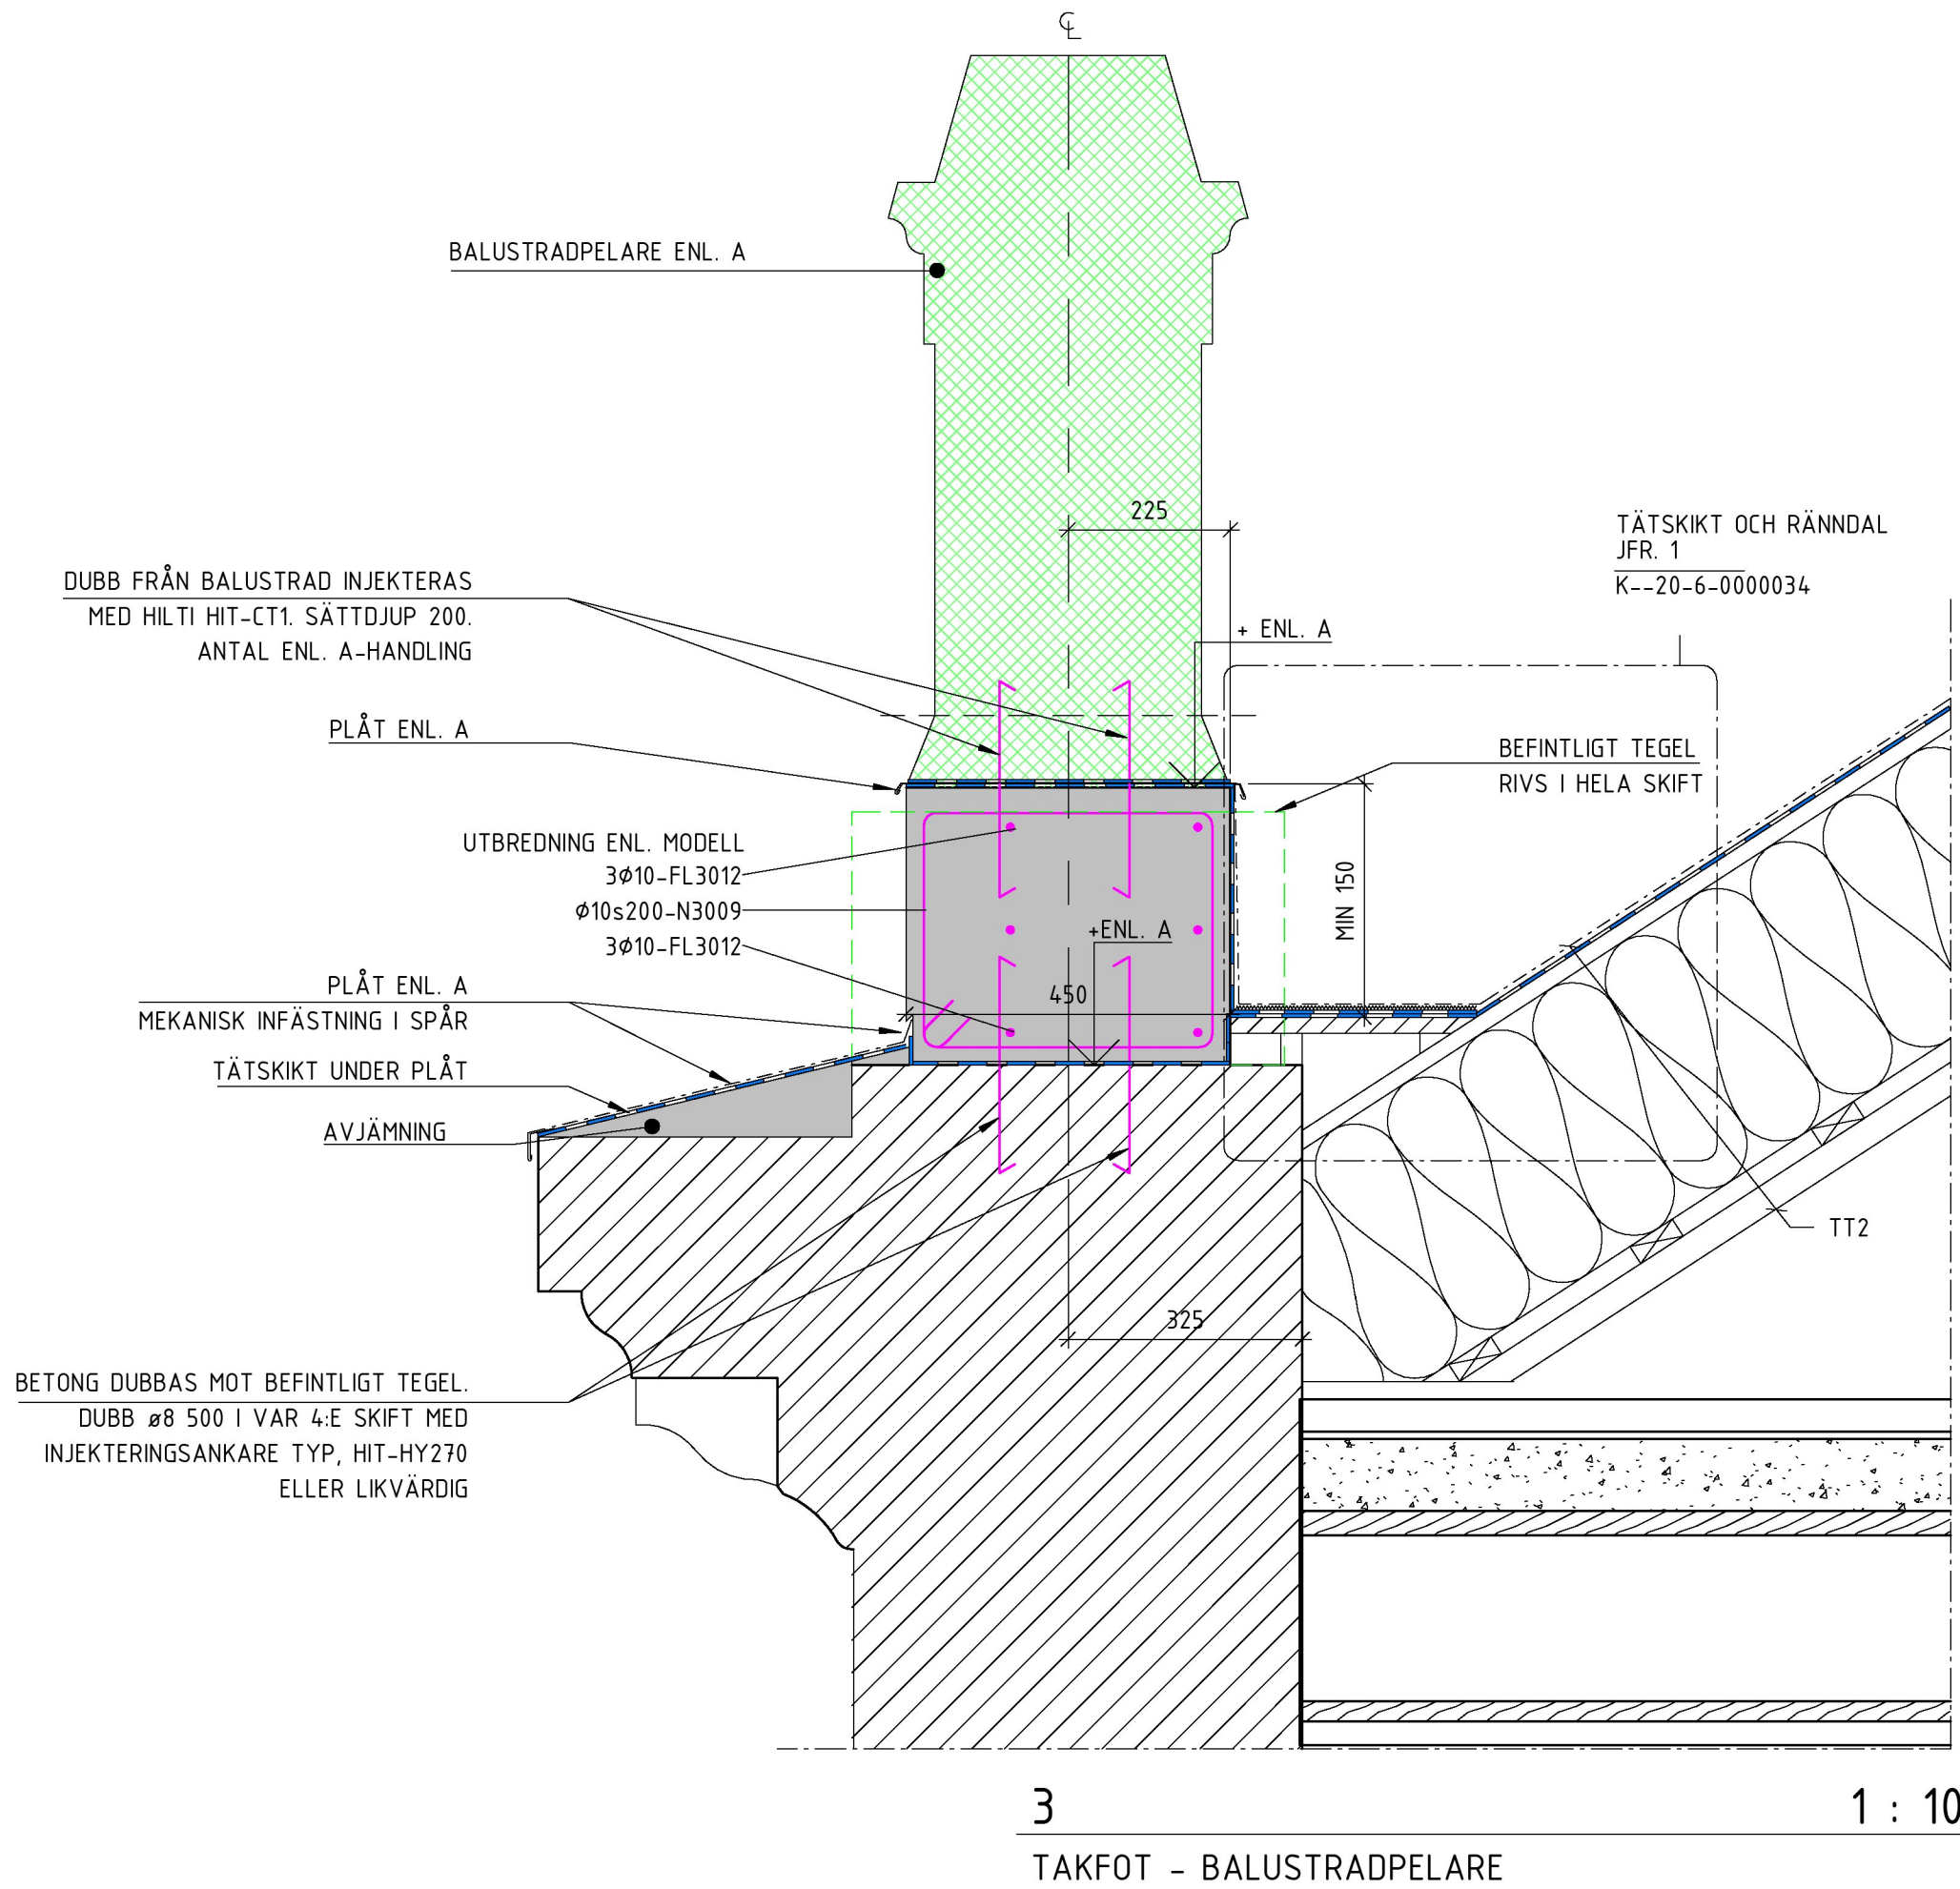 ℄
BALUSTRADPELARE ENL. A
225
TÄTSKIKT OCH RÄNNDAL
JFR. 1
K--20-6-0000034
DUBB FRÅN BALUSTRAD INJEKTERAS
MED HILTI HIT-CT1. SÄTTDJUP 200.
ANTAL ENL. A-HANDLING
+ ENL. A
PLÅT ENL. A
BEFINTLIGT TEGEL
RIVS I HELA SKIFT
UTBREDNING ENL. MODELL
3Ø10-FL3012
Ø10s200-N3009
3Ø10-FL3012
MIN 150
+ENL. A
450
PLÅT ENL. A
MEKANISK INFÄSTNING I SPÅR
TÄTSKIKT UNDER PLÅT
AVJÄMNING
TT2
325
BETONG DUBBAS MOT BEFINTLIGT TEGEL.
DUBB ø8 500 I VAR 4:E SKIFT MED
INJEKTERINGSANKARE TYP, HIT-HY270
ELLER LIKVÄRDIG
3
1 : 10
TAKFOT - BALUSTRADPELARE